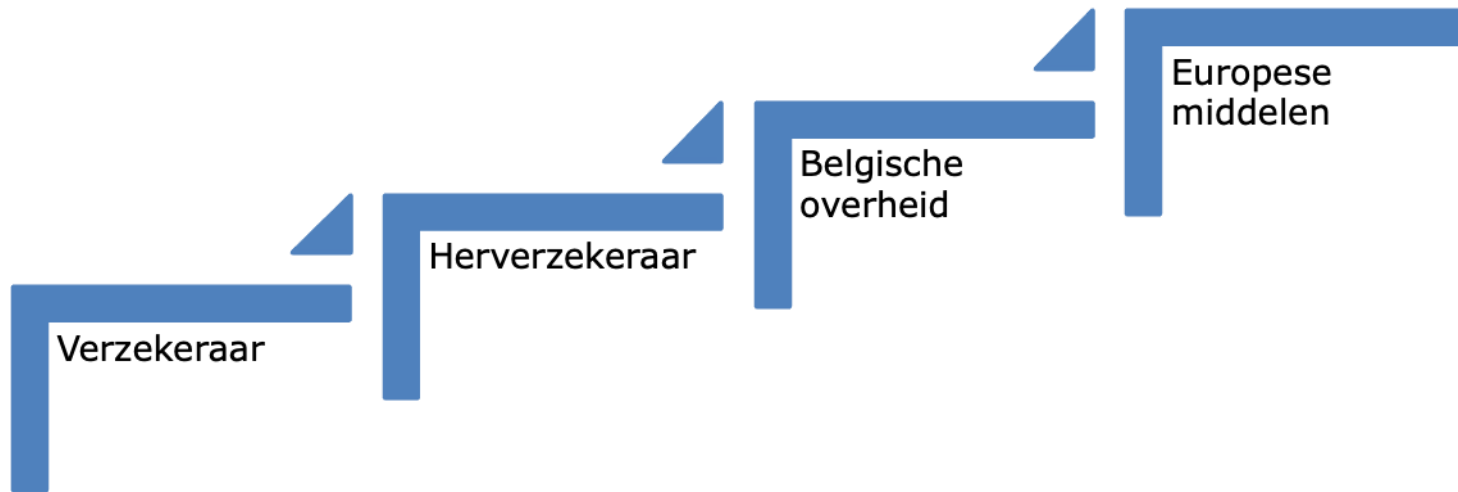 Verzekeraar
Herverzekeraar
Belgische
overheid
Europese
middelen